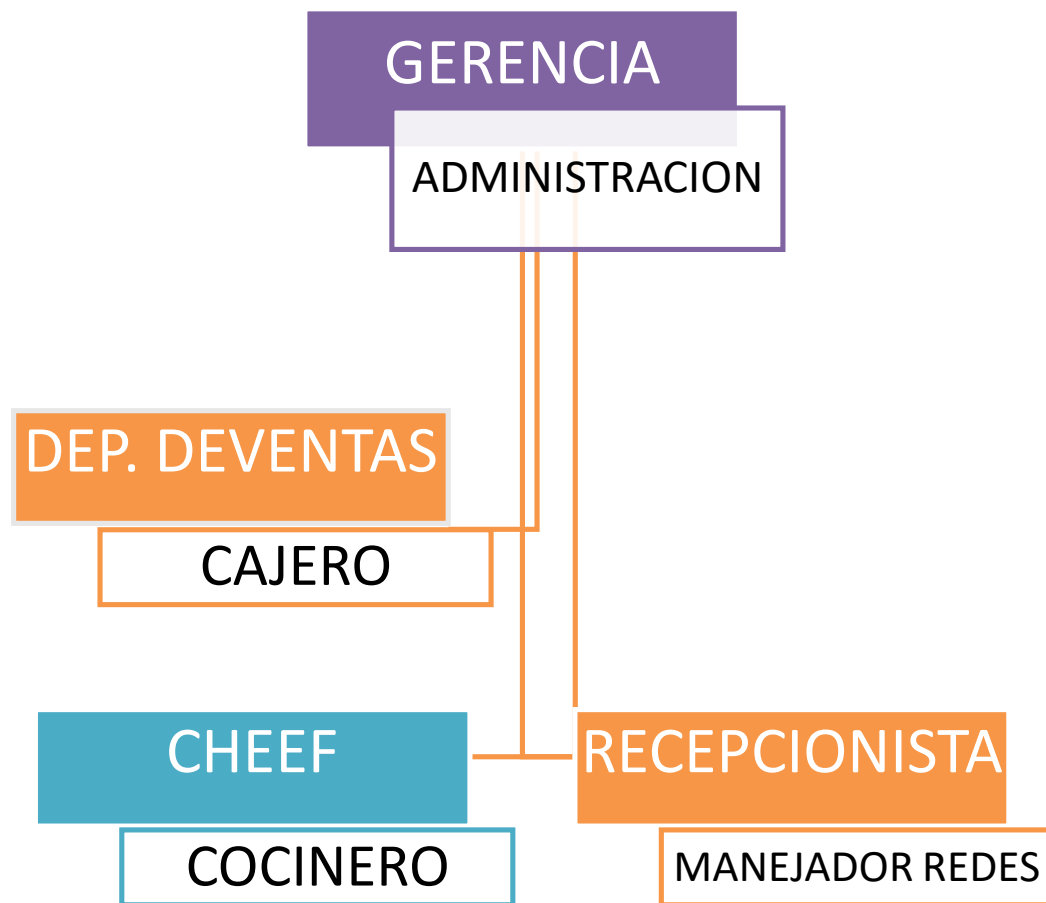 GERENCIA
ADMINISTRACION
DEP. DEVENTAS
CAJERO
CHEEF
COCINERO
RECEPCIONISTA
MANEJADOR REDES